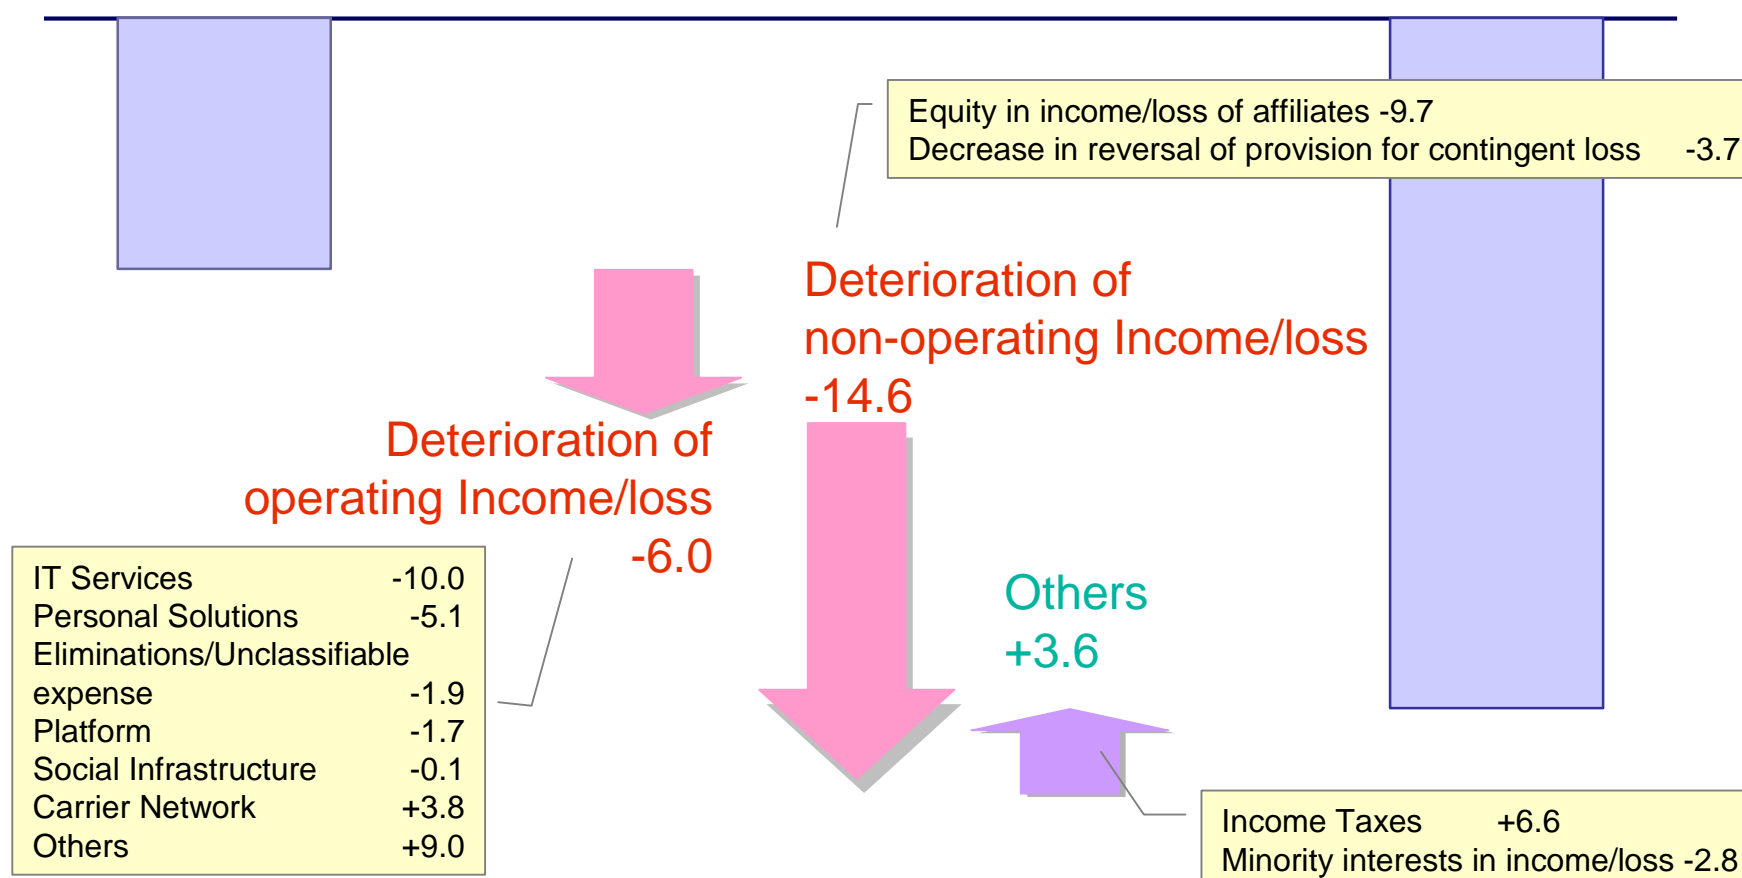 Equity in income/loss of affiliates -9.7
Decrease in reversal of provision for contingent loss -3.7
Deterioration of
non-operating Income/loss
-14.6
Deterioration of
operating Income/loss
-6.0
IT Services -10.0
Personal Solutions -5.1
Eliminations/Unclassifiable
expense -1.9
Platform -1.7
Social Infrastructure -0.1
Carrier Network +3.8
Others +9.0
Others
+3.6
Income Taxes +6.6
Minority interests in income/loss -2.8